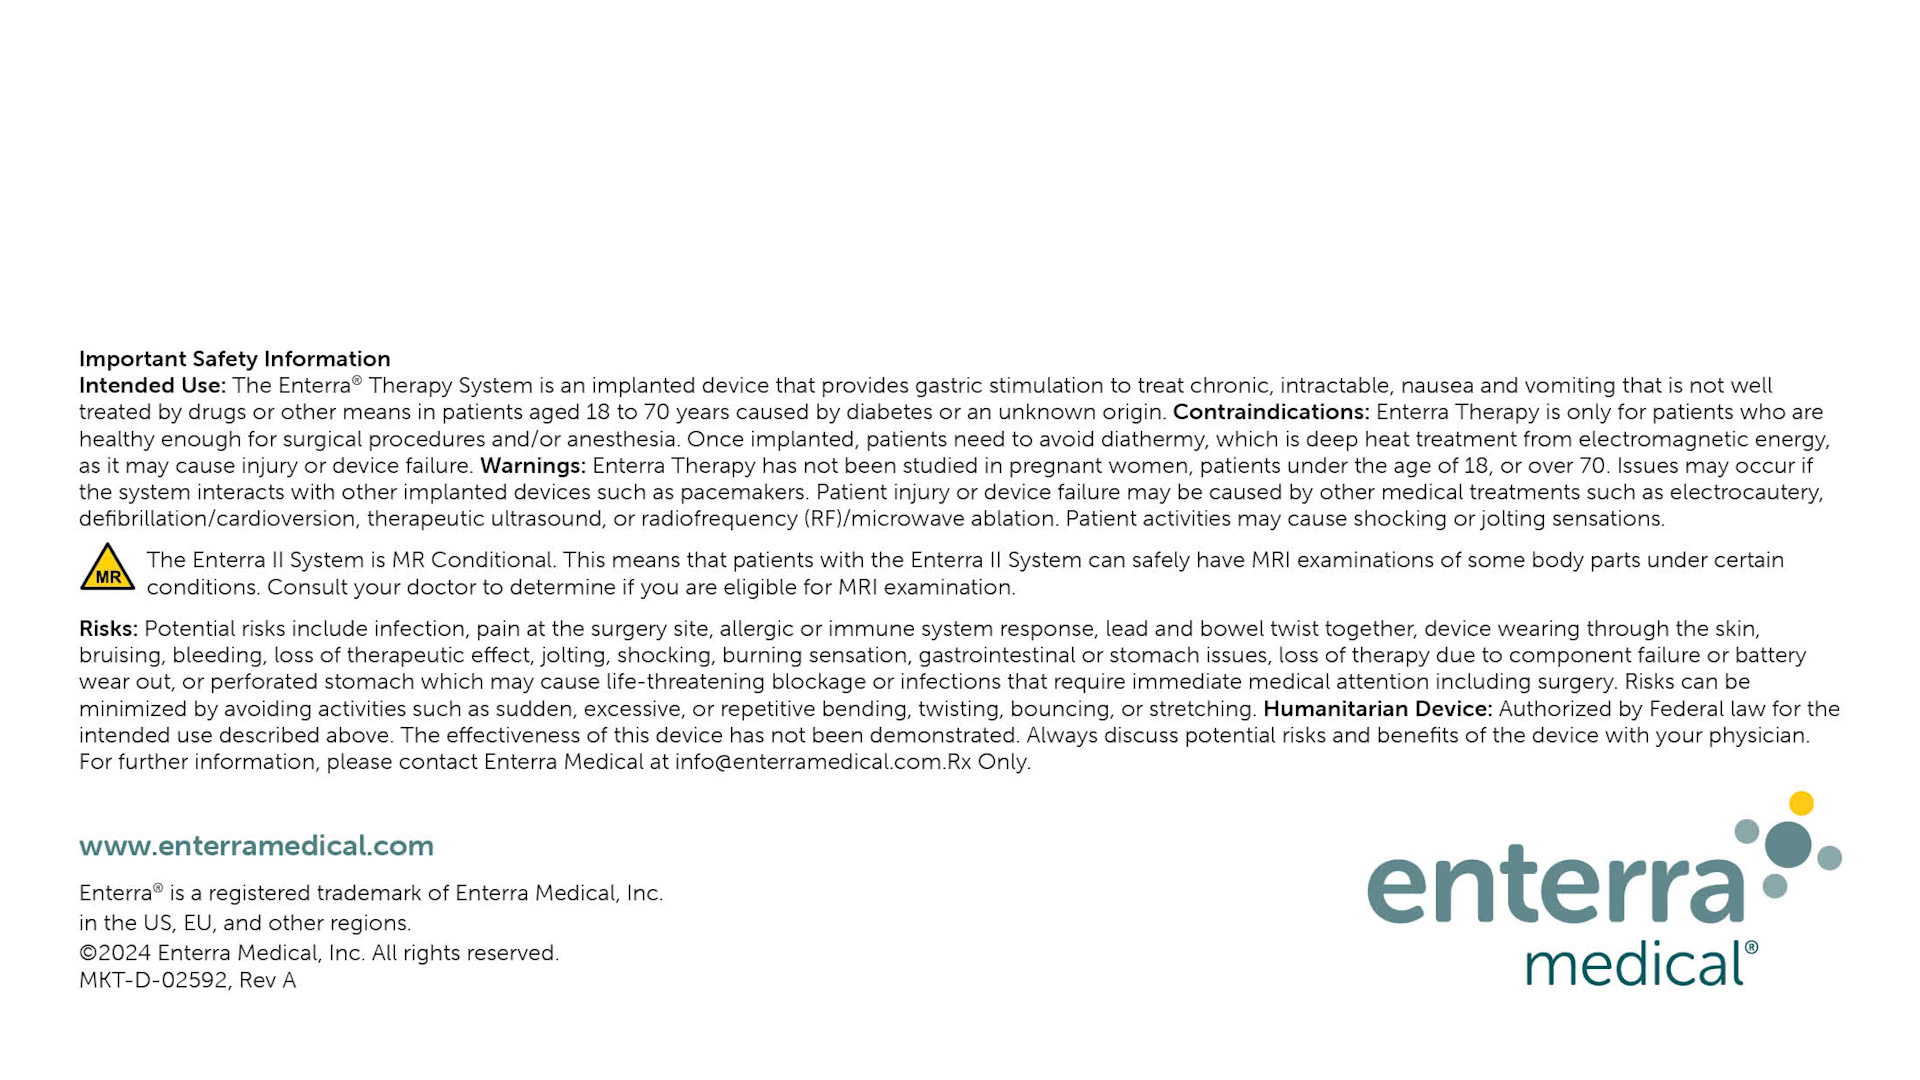 Important Safety Information
Intended Use: The Enterra® Therapy System is an implanted device that provides gastric stimulation to treat chronic, intractable, nausea and vomiting that is not well
treated by drugs or other means in patients aged 18 to 70 years caused by diabetes or an unknown origin. Contraindications: Enterra Therapy is only for patients who are
healthy enough for surgical procedures and/or anesthesia. Once implanted, patients need to avoid diathermy, which is deep heat treatment from electromagnetic energy,
as it may cause injury or device failure. Warnings: Enterra Therapy has not been studied in pregnant women, patients under the age of 18, or over 70. Issues may occur if
the system interacts with other implanted devices such as pacemakers. Patient injury or device failure may be caused by other medical treatments such as electrocautery,
defibrillation/cardioversion, therapeutic ultrasound, or radiofrequency (RF)/microwave ablation. Patient activities may cause shocking or jolting sensations.
MR
The Enterra II System is MR Conditional. This means that patients with the Enterra II System can safely have MRI examinations of some body parts under certain
conditions. Consult your doctor to determine if you are eligible for MRI examination.
Risks: Potential risks include infection, pain at the surgery site, allergic or immune system response, lead and bowel twist together, device wearing through the skin,
bruising, bleeding, loss of therapeutic effect, jolting, shocking, burning sensation, gastrointestinal or stomach issues, loss of therapy due to component failure or battery
wear out, or perforated stomach which may cause life-threatening blockage or infections that require immediate medical attention including surgery. Risks can be
minimized by avoiding activities such as sudden, excessive, or repetitive bending, twisting, bouncing, or stretching. Humanitarian Device: Authorized by Federal law for the
intended use described above. The effectiveness of this device has not been demonstrated. Always discuss potential risks and benefits of the device with your physician.
For further information, please contact Enterra Medical at info@enterramedical.com.Rx Only.
www.enterramedical.com
Enterra® is a registered trademark of Enterra Medical, Inc.
in the US, EU, and other regions.
©2024 Enterra Medical, Inc. All rights reserved.
MKT-D-02592, Rev A
enterra
medical®